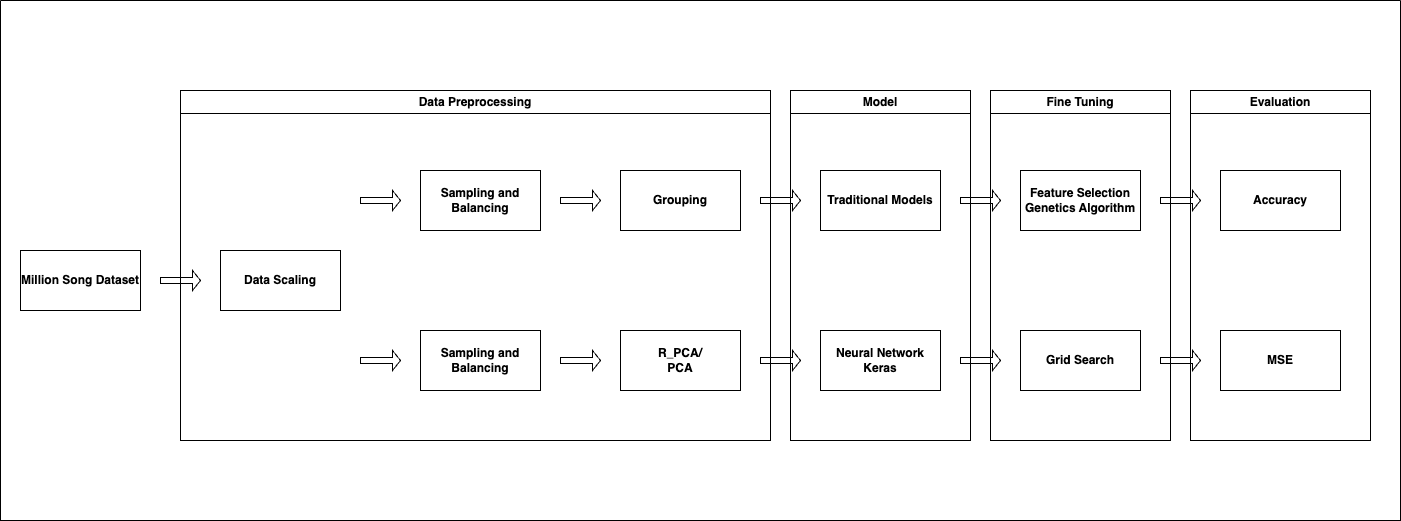 Data Preprocessing
Model
Fine Tuning
Evaluation
Sampling and
Balancing
Grouping
Traditional Models
Feature Selection
Genetics Algorithm
Accuracy
Million Song Dataset
Data Scaling
Sampling and
Balancing
R_PCA/
PCA
Neural Network
Keras
Grid Search
MSE